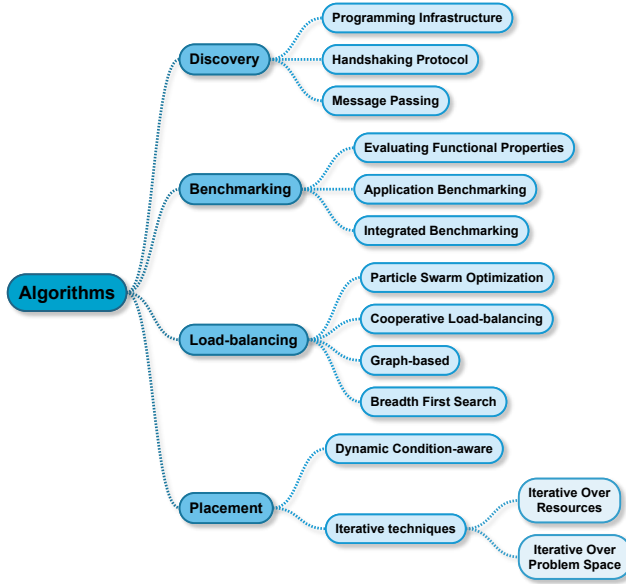 Algorithms
Discovery
Programming Infrastructure
Handshaking Protocol
Message Passing
Benchmarking
Evaluating Functional Properties
Application Benchmarking
Integrated Benchmarking
Load-balancing
Particle Swarm Optimization
Cooperative Load-balancing
Graph-based
Breadth First Search
Placement
Dynamic Condition-aware
Iterative techniques
Iterative Over
Resources
Iterative Over
Problem Space